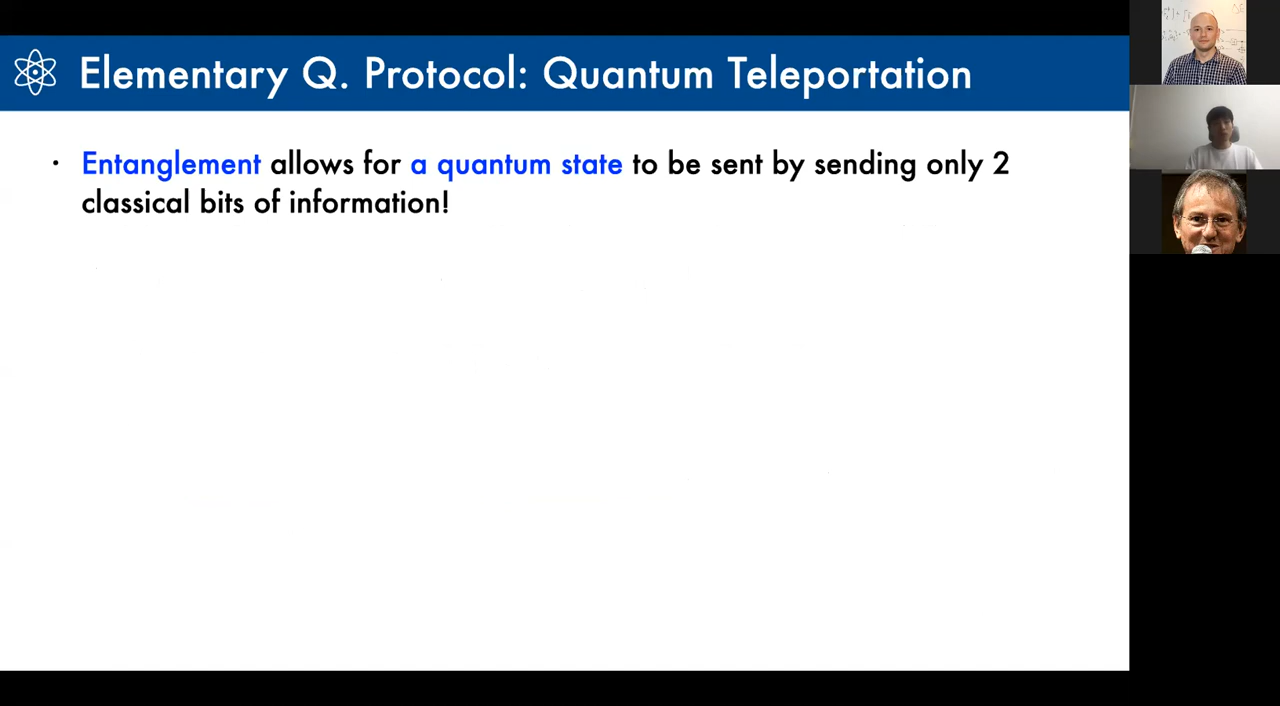 Elementary Q. Protocol: Quantum Teleportation
• Entanglement allows for a quantum state to be sent by sending only 2
classical bits of information!